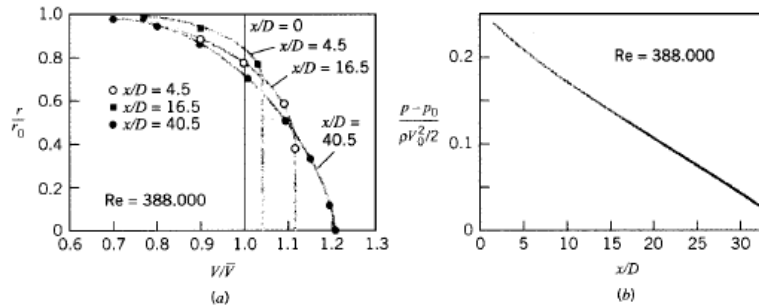 1.0
0.8
0.6
0.4
0.2
0
r
r0
x/D = 0
x/D = 4.5
x/D = 16.5
x/D =
40.5
x/D = 4.5
x/D = 16.5
x/D = 40.5
Re = 388.000
0.6 0.7 0.8 0.9 1.0 1.1 1.2 1.3
V/V̅
(a)
0.2
0.1
0
p - p0
ρV0²/2
Re = 388.000
0 5 10 15 20 25 30
x/D
(b)